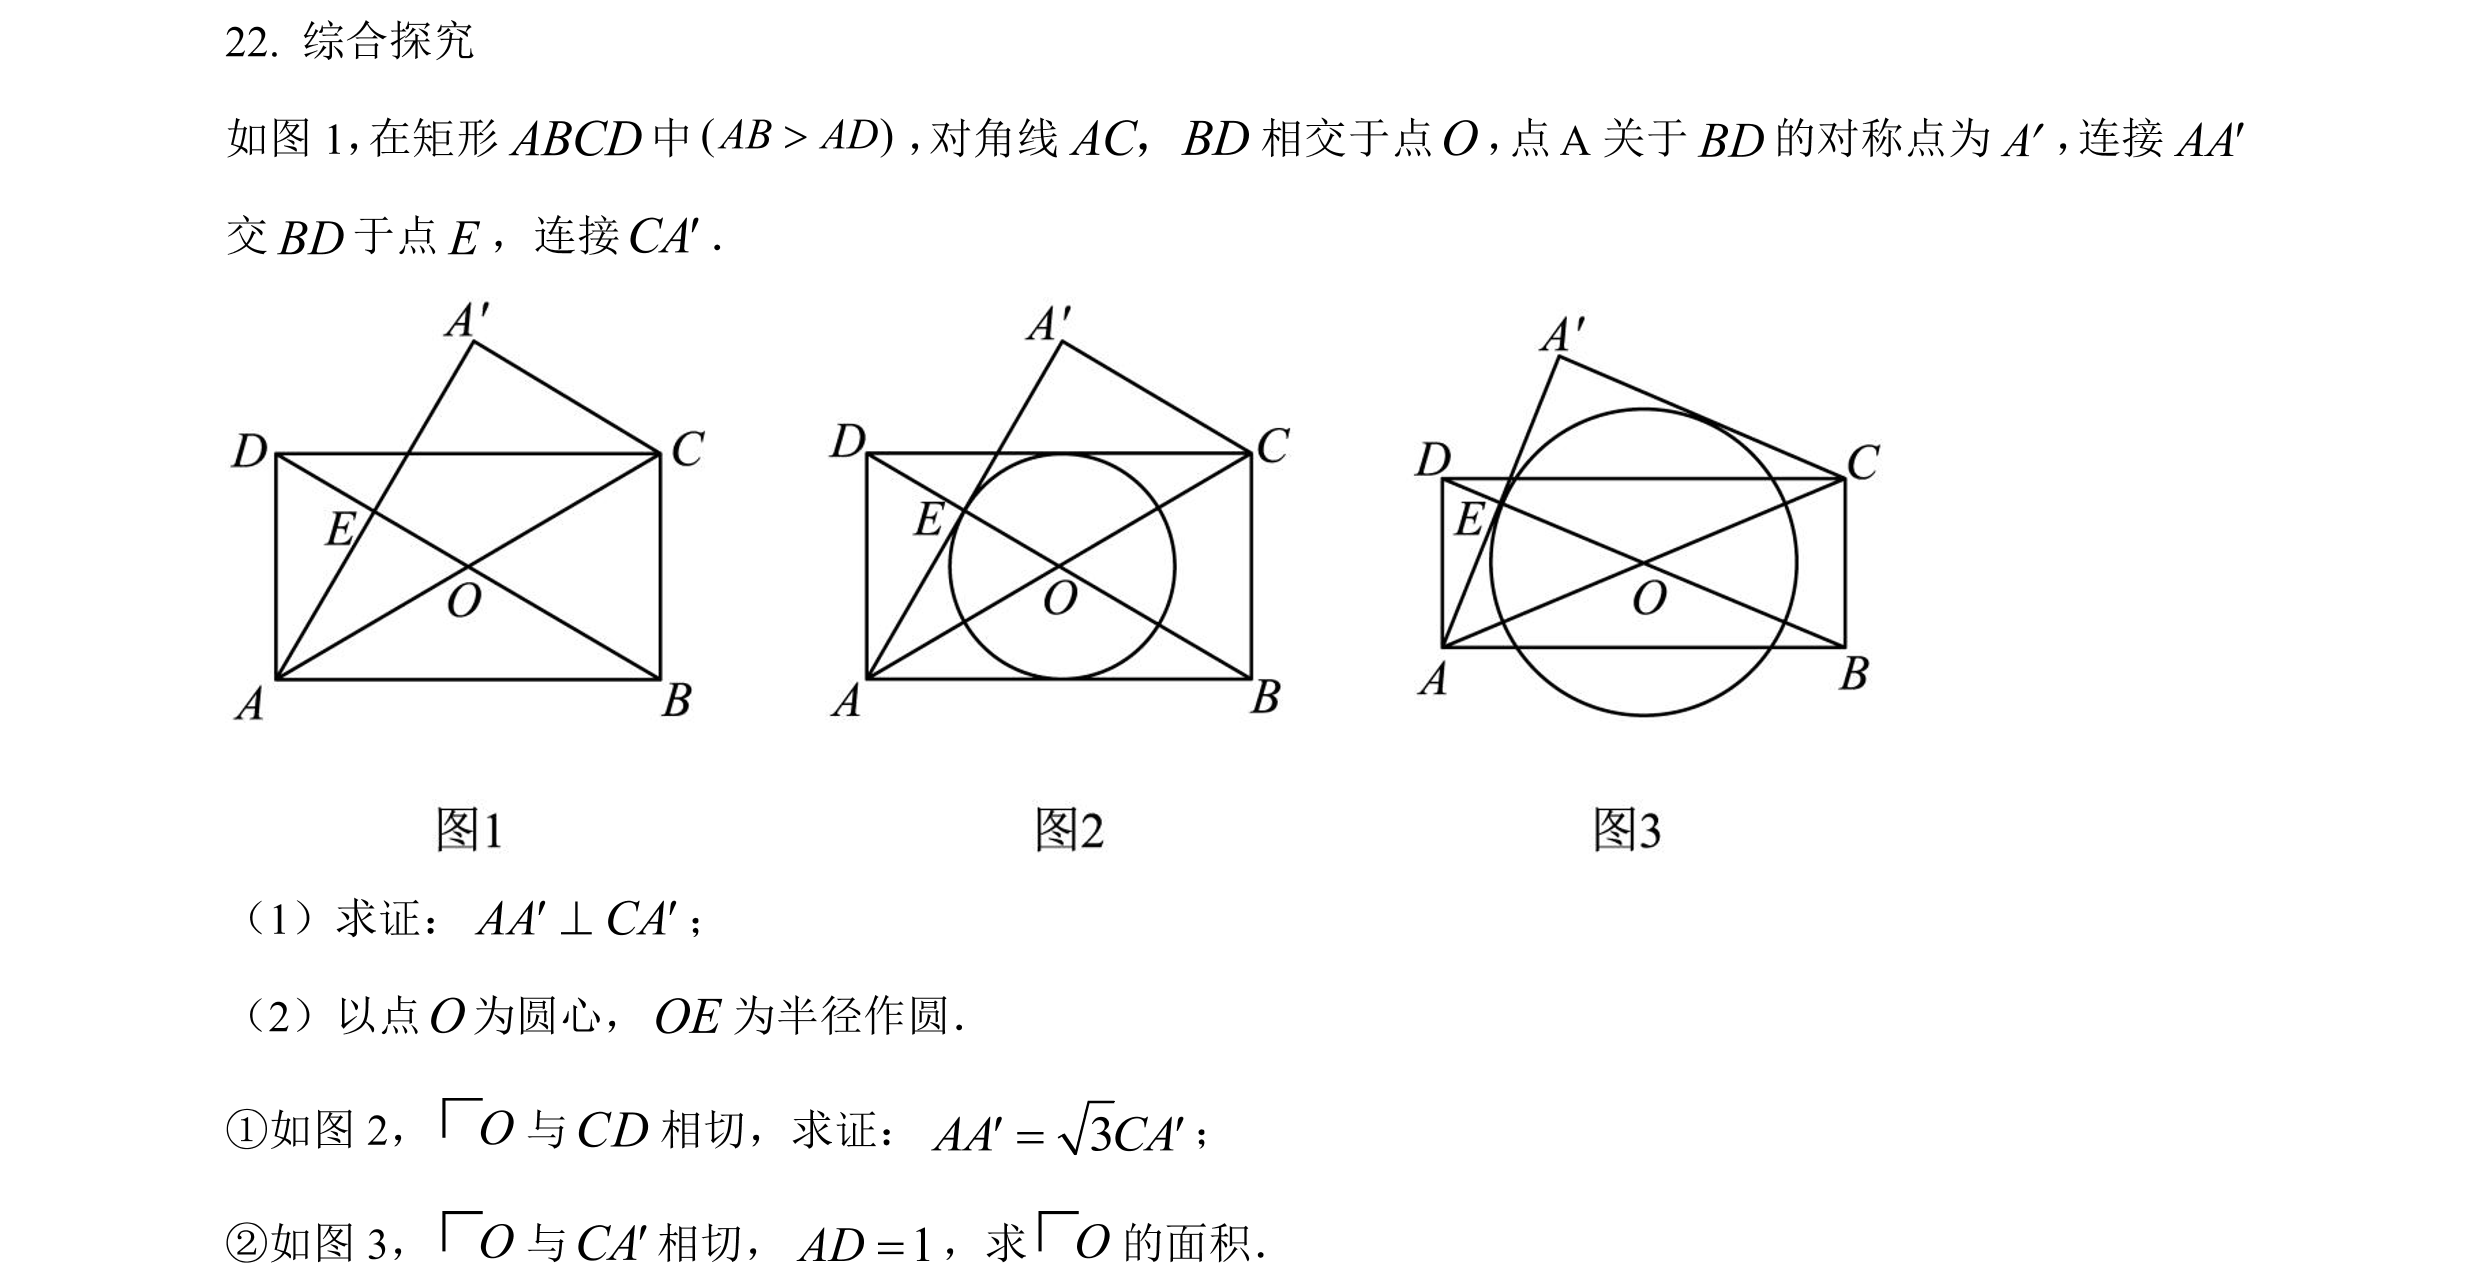 22. 综合探究
如图 1,在矩形 ABCD 中(AB > AD),对角线 AC，BD 相交于点 O,点 A 关于 BD 的对称点为 A′,连接 AA′
交 BD 于点 E，连接 CA′．
A′ A′ A′
D C D C D C
E E E
O O O
A B A B A B
图1 图2 图3
（1）求证： AA′ ⊥ CA′；
（2）以点 O 为圆心，OE 为半径作圆．
①如图 2，⎾O 与 CD 相切，求证： AA′ = √3CA′；
②如图 3，⎾O 与 CA′ 相切， AD = 1，求⎾O 的面积．